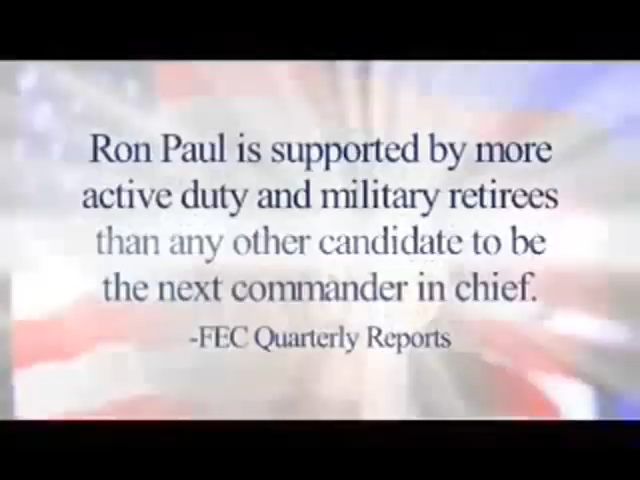 Ron Paul is supported by more
active duty and military retirees
than any other candidate to be
the next commander in chief.
-FEC Quarterly Reports